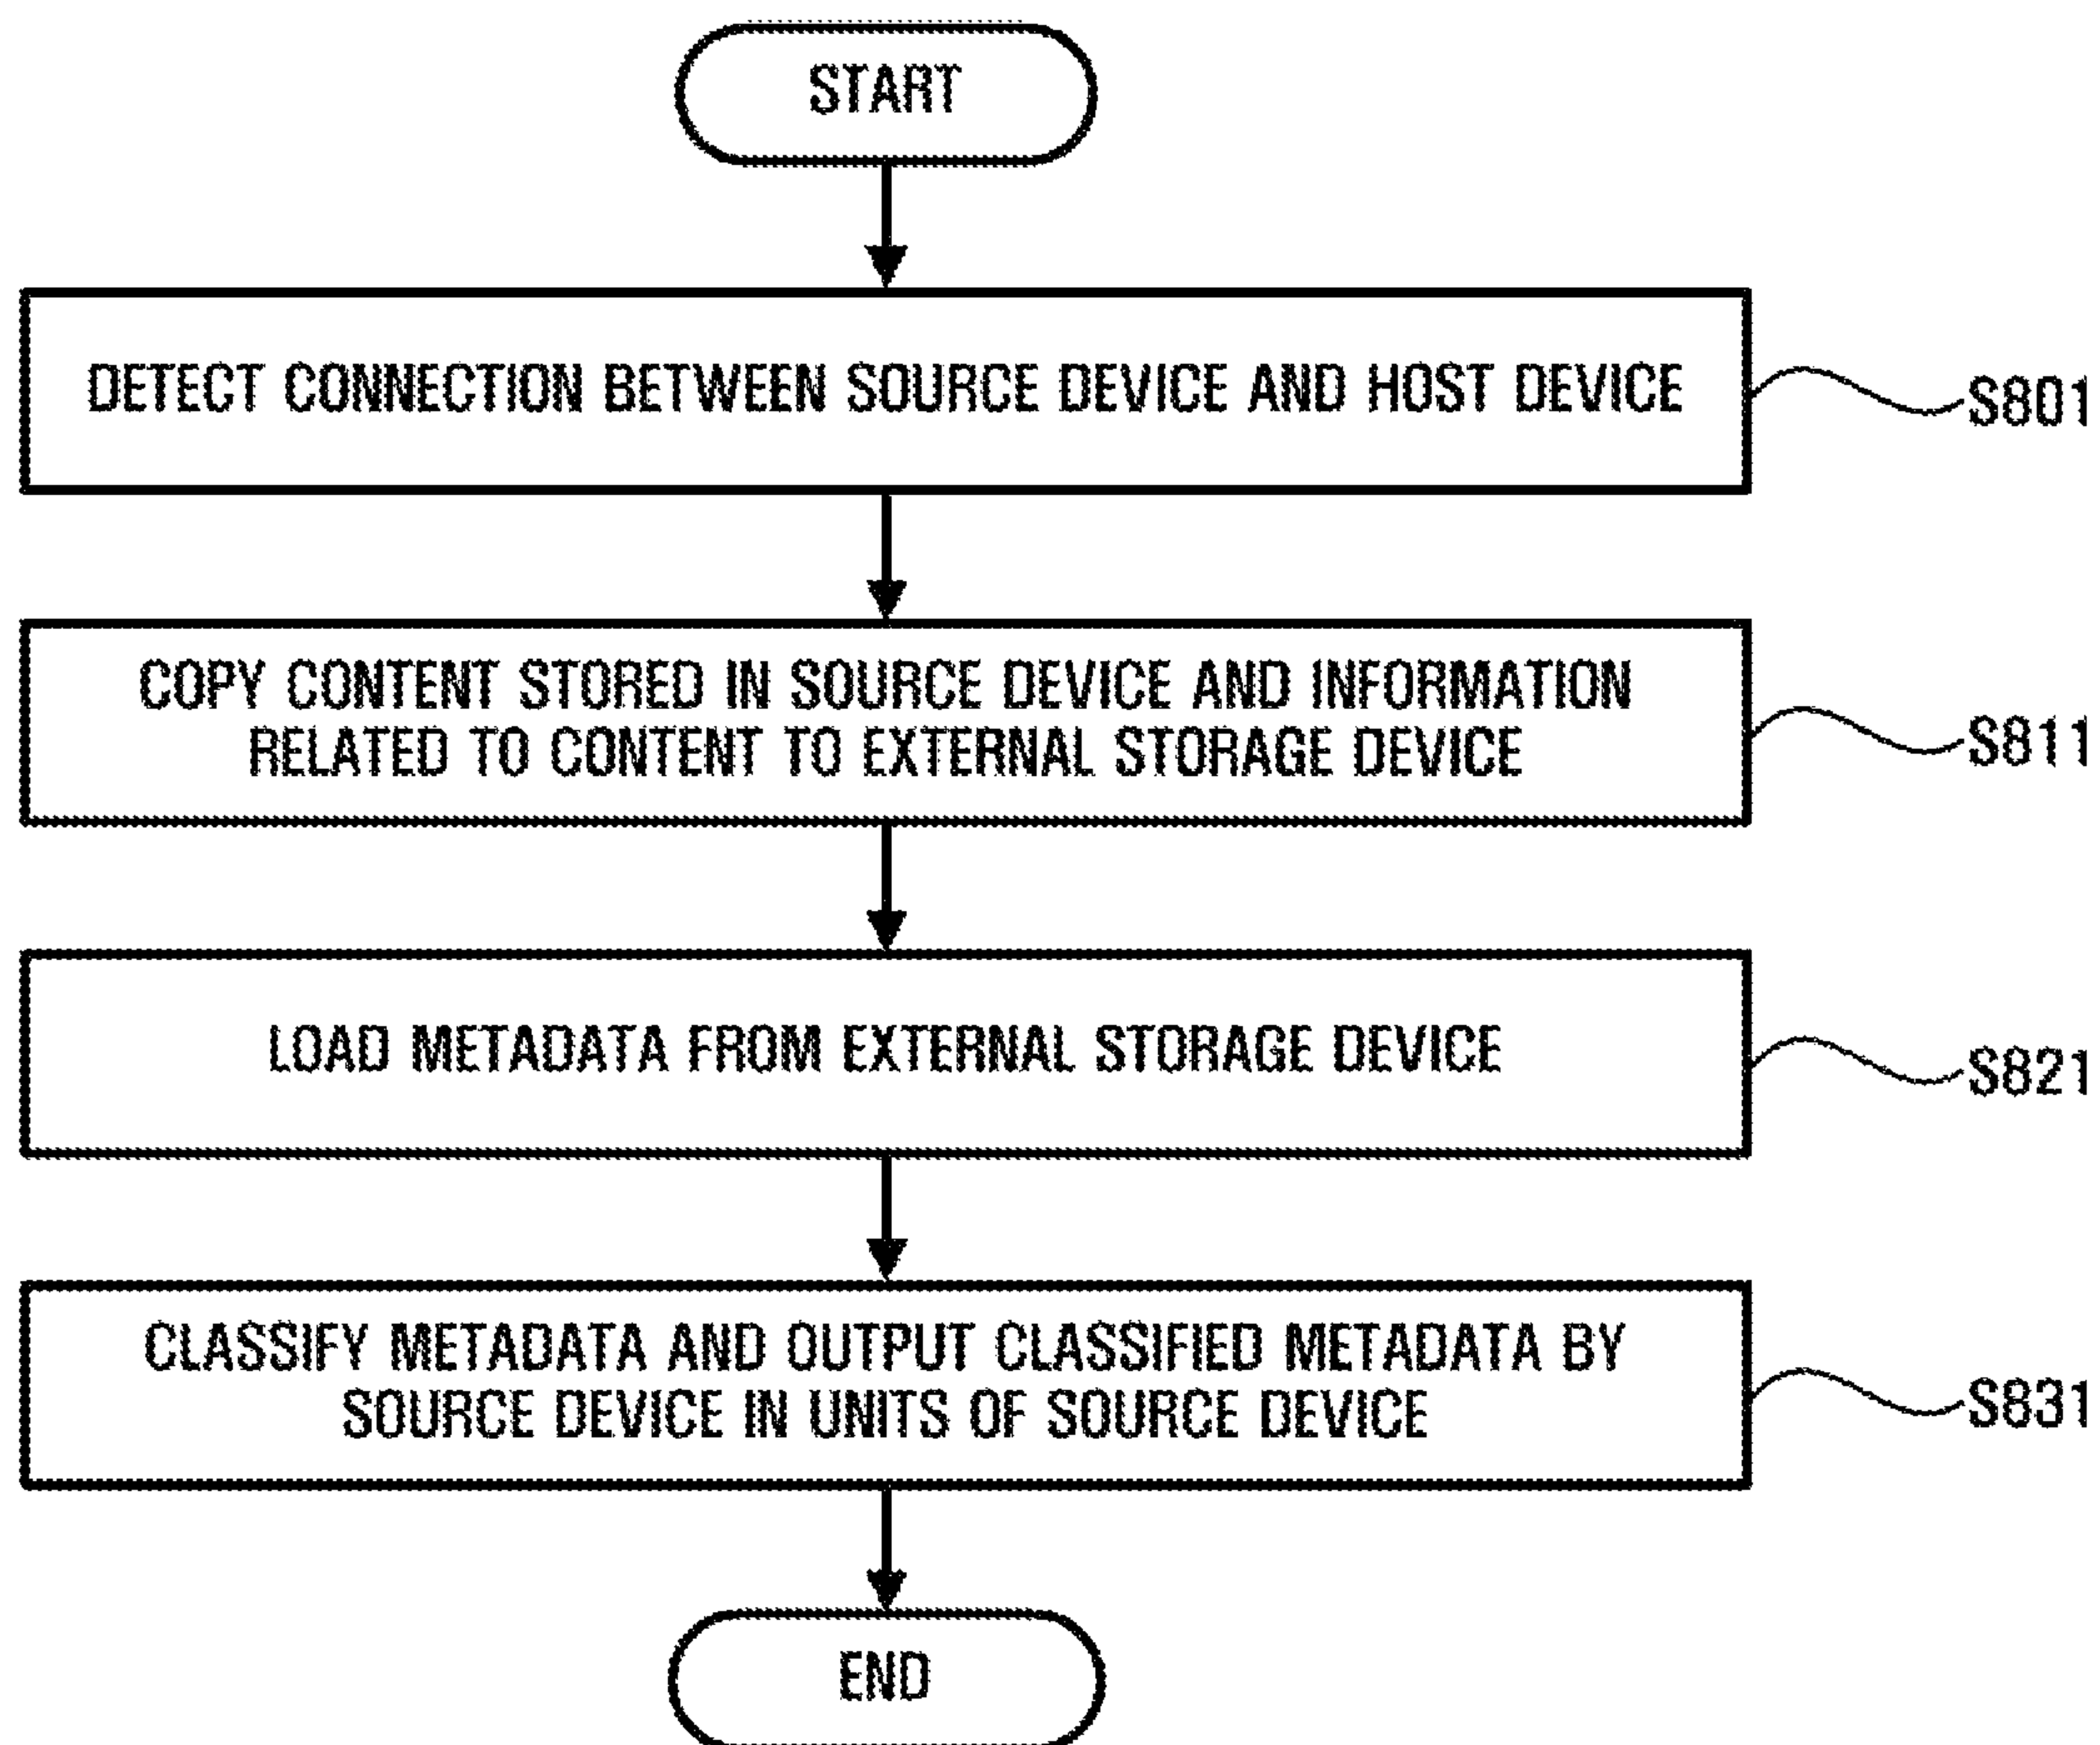 START
DETECT CONNECTION BETWEEN SOURCE DEVICE AND HOST DEVICE
S801
COPY CONTENT STORED IN SOURCE DEVICE AND INFORMATION
RELATED TO CONTENT TO EXTERNAL STORAGE DEVICE
S811
LOAD METADATA FROM EXTERNAL STORAGE DEVICE
S821
CLASSIFY METADATA AND OUTPUT CLASSIFIED METADATA BY
SOURCE DEVICE IN UNITS OF SOURCE DEVICE
S831
END